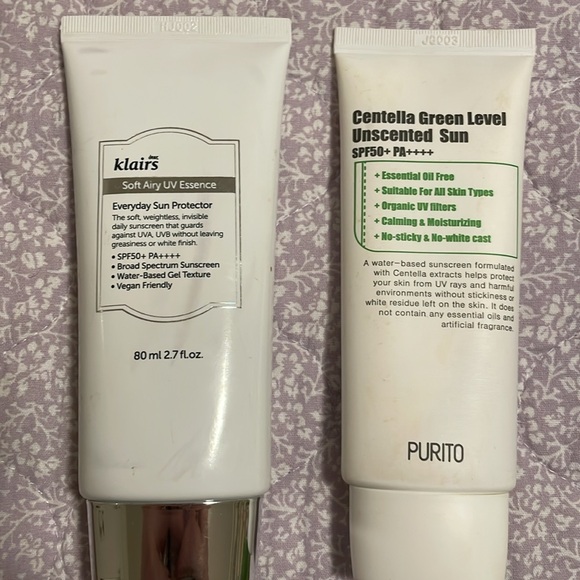 dear,
klairs
Soft Airy UV Essence
Everyday Sun Protector
The soft, weightless, invisible
daily sunscreen that guards
against UVA, UVB without leaving
greasiness or white finish.
• SPF50+ PA++++
• Broad Spectrum Sunscreen
• Water-Based Gel Texture
• Vegan Friendly
80 ml 2.7 fl.oz.
JG003
Centella Green Level
Unscented Sun
SPF50+ PA++++
+ Essential Oil Free
+ Suitable For All Skin Types
+ Organic UV filters
+ Calming & Moisturizing
+ No-sticky & No-white cast
A water-based sunscreen formulated
with Centella extracts helps protect
your skin from UV rays and harmful
environments without stickiness or
white residue left on the skin. It does
not contain any essential oils and
artificial fragrance.
PURITO